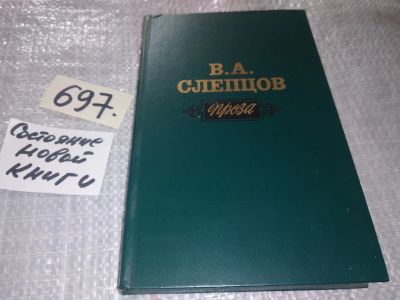 697.
Состояние
новой
книги
В.А.
СЛЕПЦОВ
проза